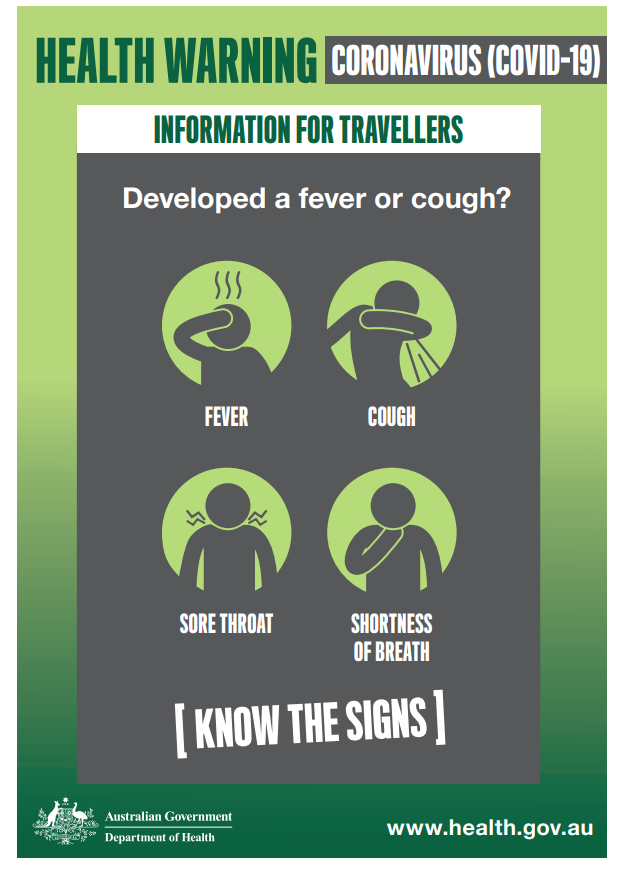 HEALTH WARNING CORONAVIRUS (COVID-19)
INFORMATION FOR TRAVELLERS
Developed a fever or cough?
FEVER
COUGH
SORE THROAT
SHORTNESS
OF BREATH
[ KNOW THE SIGNS ]
Australian Government
Department of Health
www.health.gov.au